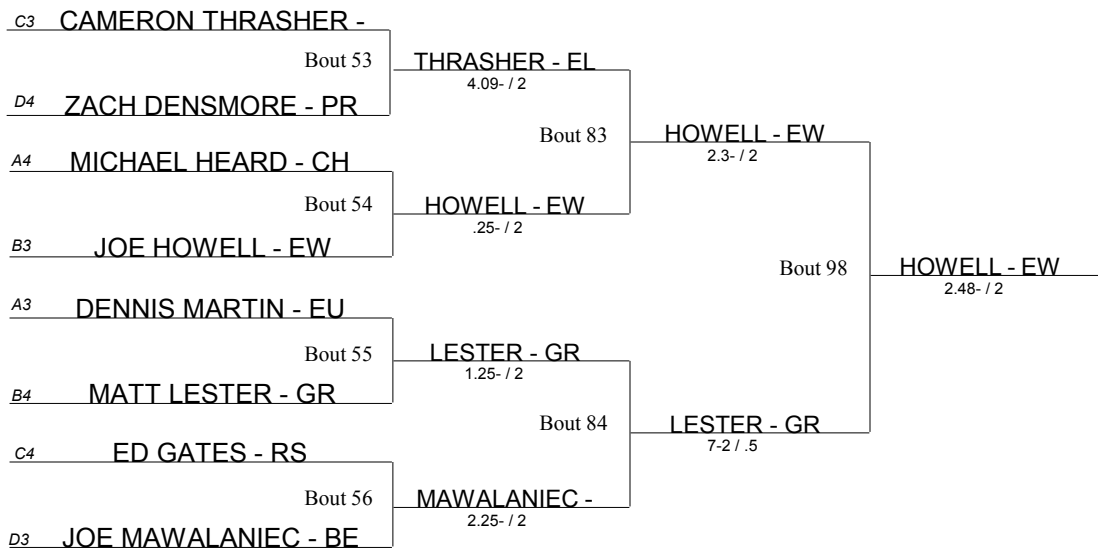 C3 CAMERON THRASHER -
Bout 53
THRASHER - EL
4.09- / 2
D4 ZACH DENSMORE - PR
Bout 83
HOWELL - EW
2.3- / 2
A4 MICHAEL HEARD - CH
Bout 54
HOWELL - EW
.25- / 2
B3 JOE HOWELL - EW
Bout 98
HOWELL - EW
2.48- / 2
A3 DENNIS MARTIN - EU
Bout 55
LESTER - GR
1.25- / 2
B4 MATT LESTER - GR
Bout 84
LESTER - GR
7-2 / .5
C4 ED GATES - RS
Bout 56
MAWALANIEC -
2.25- / 2
D3 JOE MAWALANIEC - BE